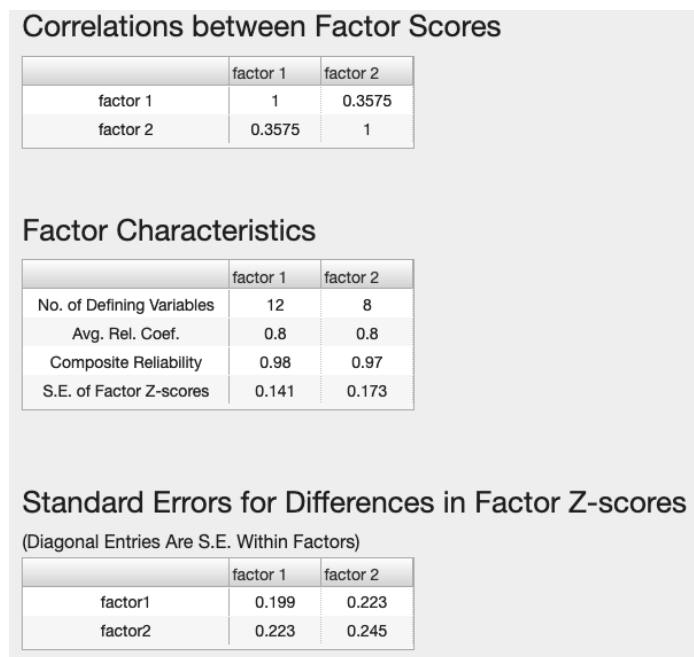 Correlations between Factor Scores
factor 1 factor 2
factor 1 1 0.3575
factor 2 0.3575 1
Factor Characteristics
factor 1 factor 2
No. of Defining Variables 12 8
Avg. Rel. Coef. 0.8 0.8
Composite Reliability 0.98 0.97
S.E. of Factor Z-scores 0.141 0.173
Standard Errors for Differences in Factor Z-scores
(Diagonal Entries Are S.E. Within Factors)
factor 1 factor 2
factor1 0.199 0.223
factor2 0.223 0.245